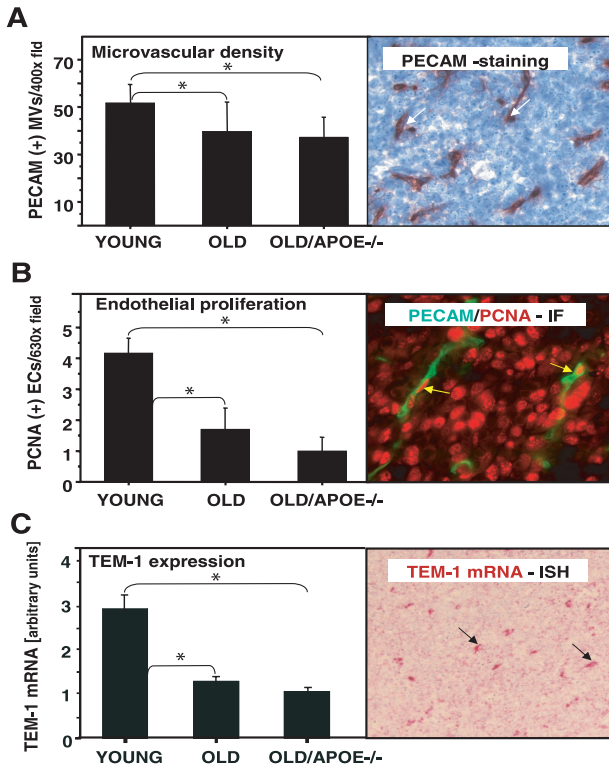 A
Microvascular density
PECAM (+) MVs/400x fld
70
50
30
10
*
*
YOUNG OLD OLD/APOE-/-
PECAM -staining
B
Endothelial proliferation
PCNA (+) ECs/630x field
5
4
3
2
1
0
*
*
YOUNG OLD OLD/APOE-/-
PECAM/PCNA - IF
C
TEM-1 expression
TEM-1 mRNA [arbitrary units]
4
3
2
1
0
*
*
YOUNG OLD OLD/APOE-/-
TEM-1 mRNA - ISH